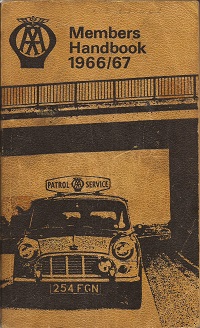 AA
Members
Handbook
1966/67
PATROL AA SERVICE
254 FGN